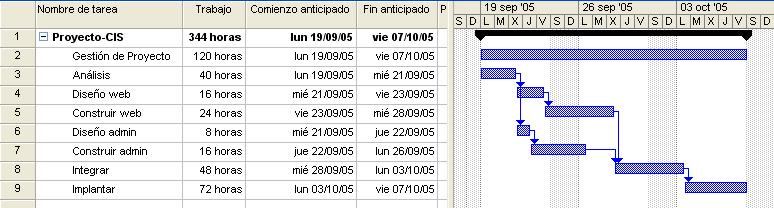 Nombre de tarea Trabajo Comienzo anticipado Fin anticipado P 19 sep '05 26 sep '05 03 oct '05
S D L M X J V S D L M X J V S D L M X J V S D
1 Proyecto-CIS 344 horas lun 19/09/05 vie 07/10/05
2 Gestión de Proyecto 120 horas lun 19/09/05 vie 07/10/05
3 Análisis 40 horas lun 19/09/05 mié 21/09/05
4 Diseño web 16 horas mié 21/09/05 vie 23/09/05
5 Construir web 24 horas vie 23/09/05 mié 28/09/05
6 Diseño admin 8 horas mié 21/09/05 jue 22/09/05
7 Construir admin 16 horas jue 22/09/05 lun 26/09/05
8 Integrar 48 horas mié 28/09/05 lun 03/10/05
9 Implantar 72 horas lun 03/10/05 vie 07/10/05